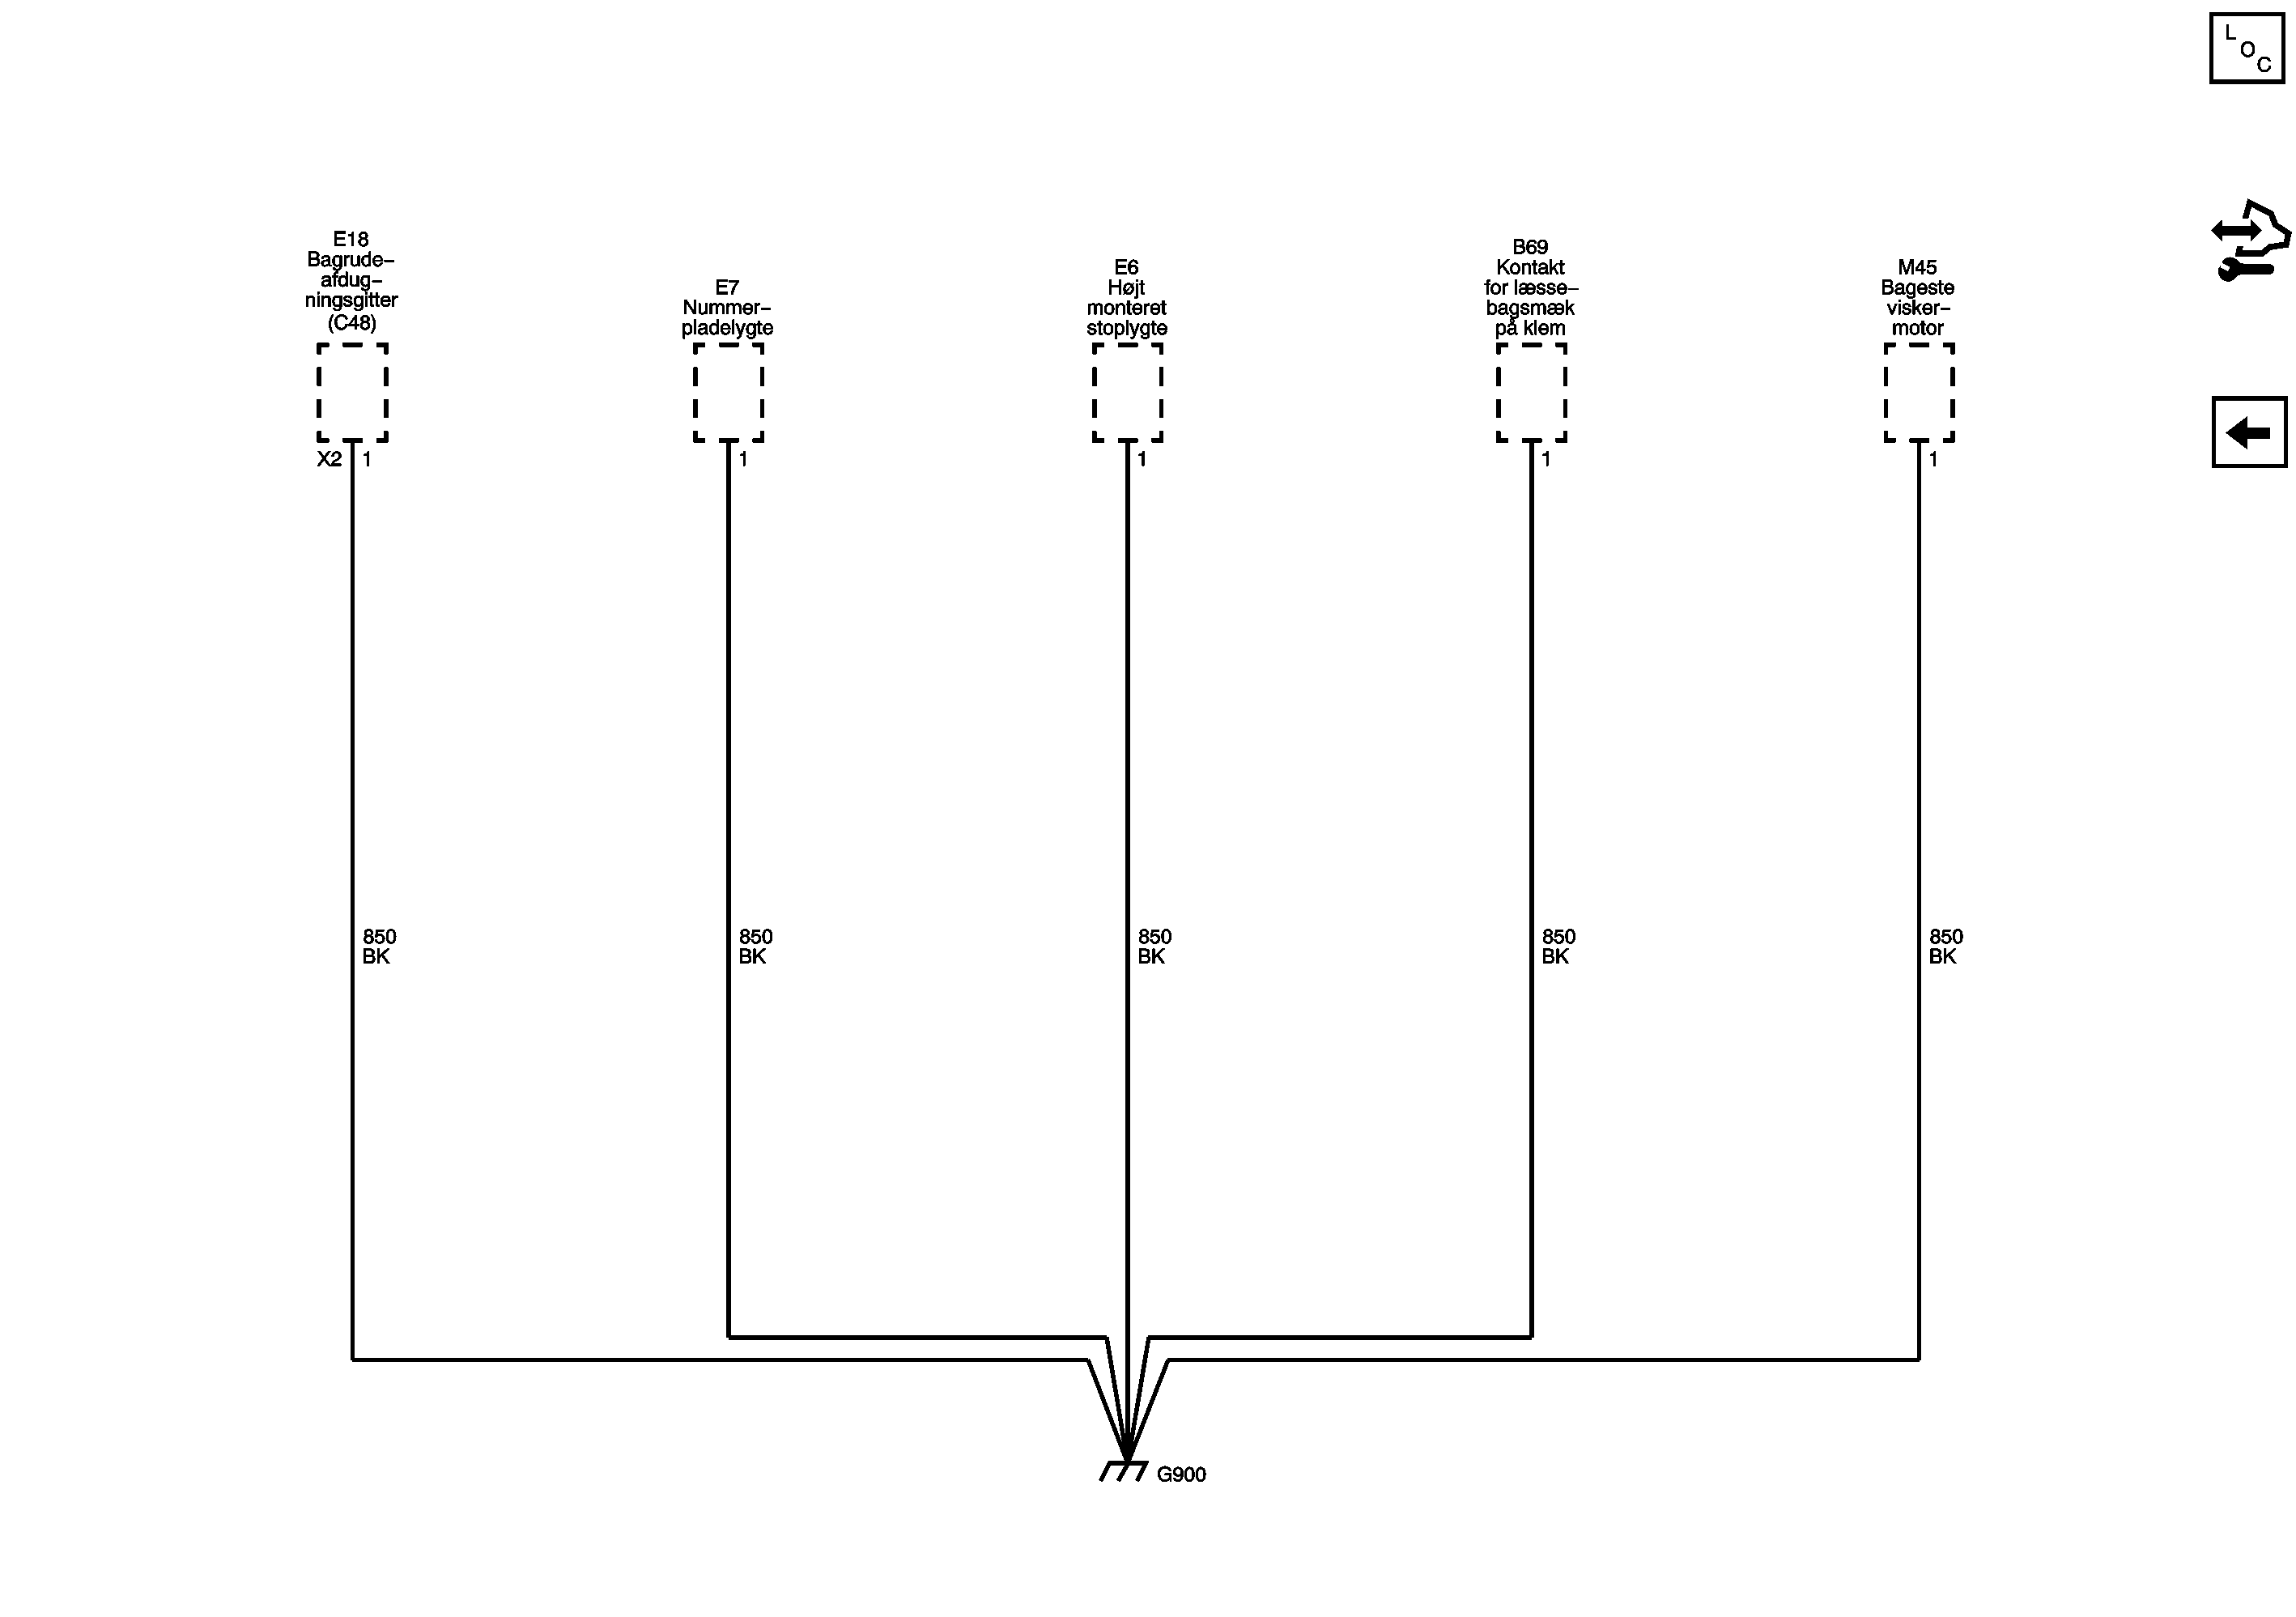 L
O
C
E18
Bagrude–
afdug–
ningsgitter
(C48)
E7
Nummer–
pladelygte
E6
Højt
monteret
stoplygte
B69
Kontakt
for læsse–
bagsmæk
på klem
M45
Bageste
visker–
motor
X2 1
1
1
1
1
850
BK
850
BK
850
BK
850
BK
850
BK
G900